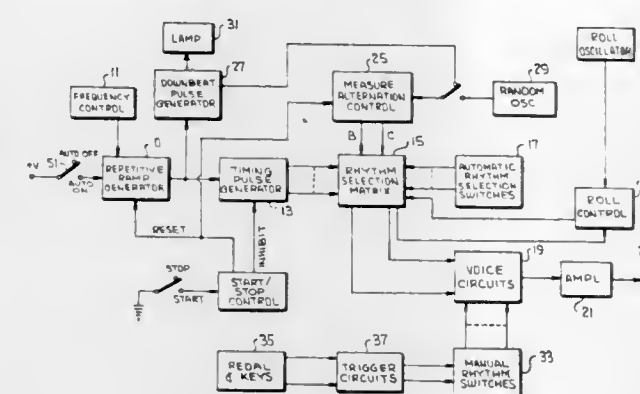 LAMP
31
27
DOWNBEAT
PULSE
GENERATOR
11
FREQUENCY
CONTROL
25
MEASURE
ALTERNATION
CONTROL
29
RANDOM
OSC
ROLL
OSCILLATOR
B
C
15
RHYTHM
SELECTION
MATRIX
17
AUTOMATIC
RHYTHM
SELECTION
SWITCHES
+V
S1
AUTO OFF
AUTO
ON
REPETITIVE
RAMP
GENERATOR
TIMING
PULSE
GENERATOR
13
ROLL
CONTROL
RESET
INHIBIT
STOP
START
START/
STOP
CONTROL
19
VOICE
CIRCUITS
AMPL
21
35
PEDAL
& KEYS
37
TRIGGER
CIRCUITS
33
MANUAL
RHYTHM
SWITCHES